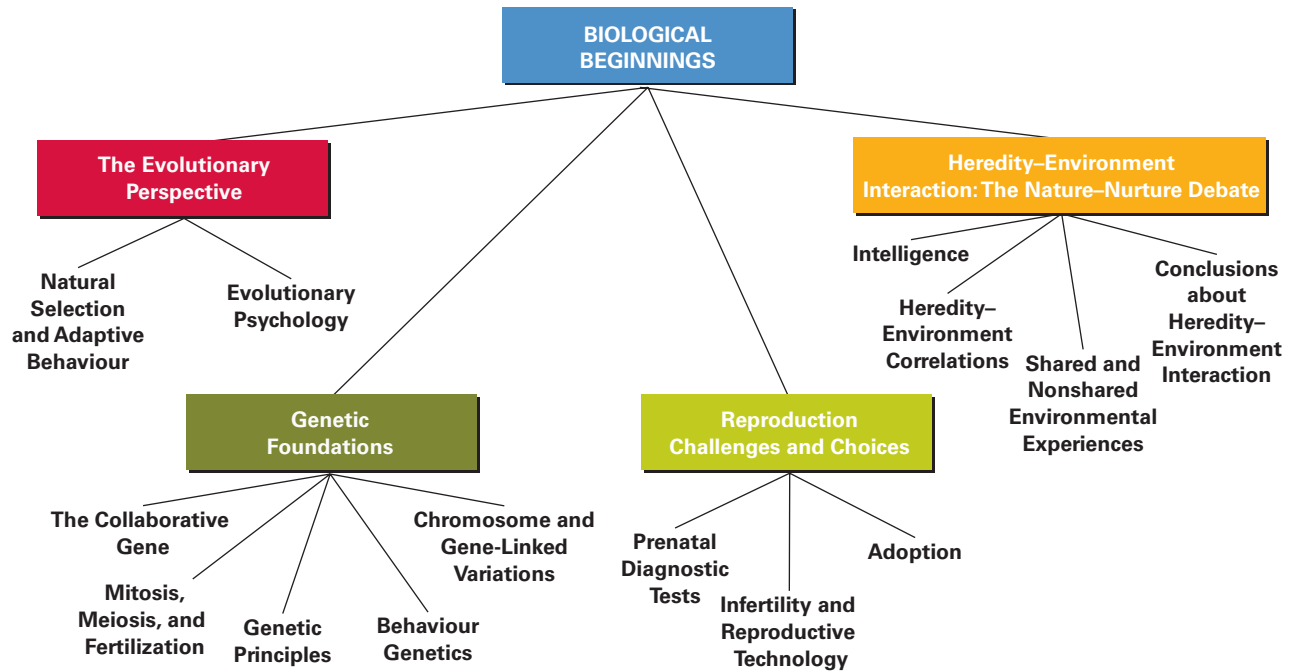 BIOLOGICAL
BEGINNINGS
The Evolutionary
Perspective
Natural
Selection
and Adaptive
Behaviour
Evolutionary
Psychology
Genetic
Foundations
The Collaborative
Gene
Mitosis,
Meiosis, and
Fertilization
Genetic
Principles
Behaviour
Genetics
Chromosome and
Gene-Linked
Variations
Reproduction
Challenges and Choices
Prenatal
Diagnostic
Tests
Infertility and
Reproductive
Technology
Adoption
Heredity–Environment
Interaction: The Nature–Nurture Debate
Intelligence
Heredity–
Environment
Correlations
Shared and
Nonshared
Environmental
Experiences
Conclusions
about
Heredity–
Environment
Interaction